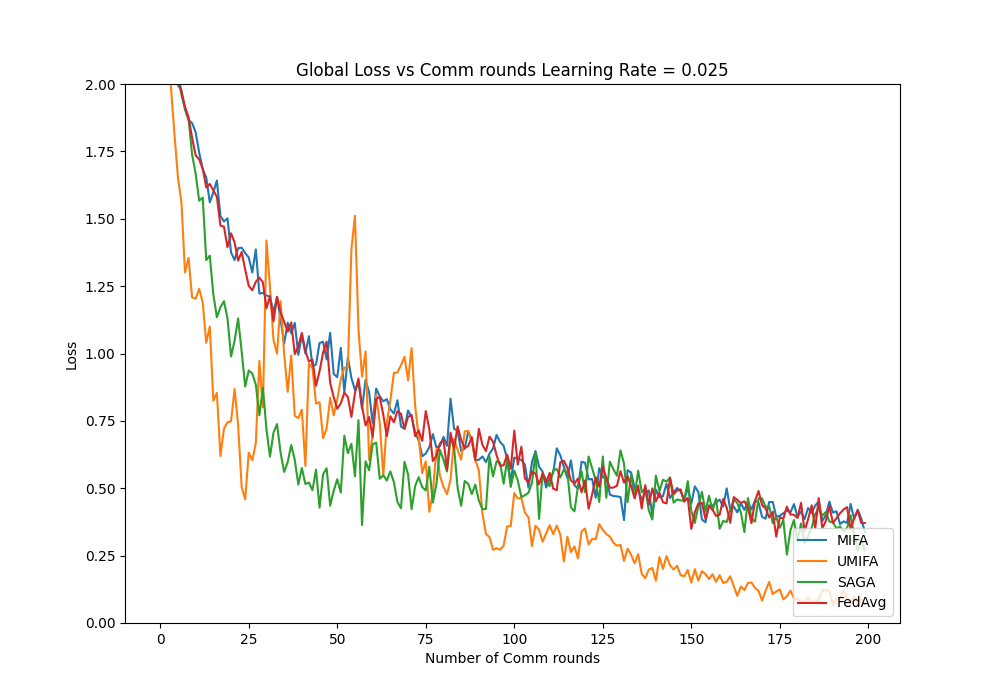 Global Loss vs Comm rounds Learning Rate = 0.025
2.00
1.75
1.50
1.25
1.00
0.75
0.50
0.25
0.00
Loss
0
25
50
75
100
125
150
175
200
Number of Comm rounds
MIFA
UMIFA
SAGA
FedAvg